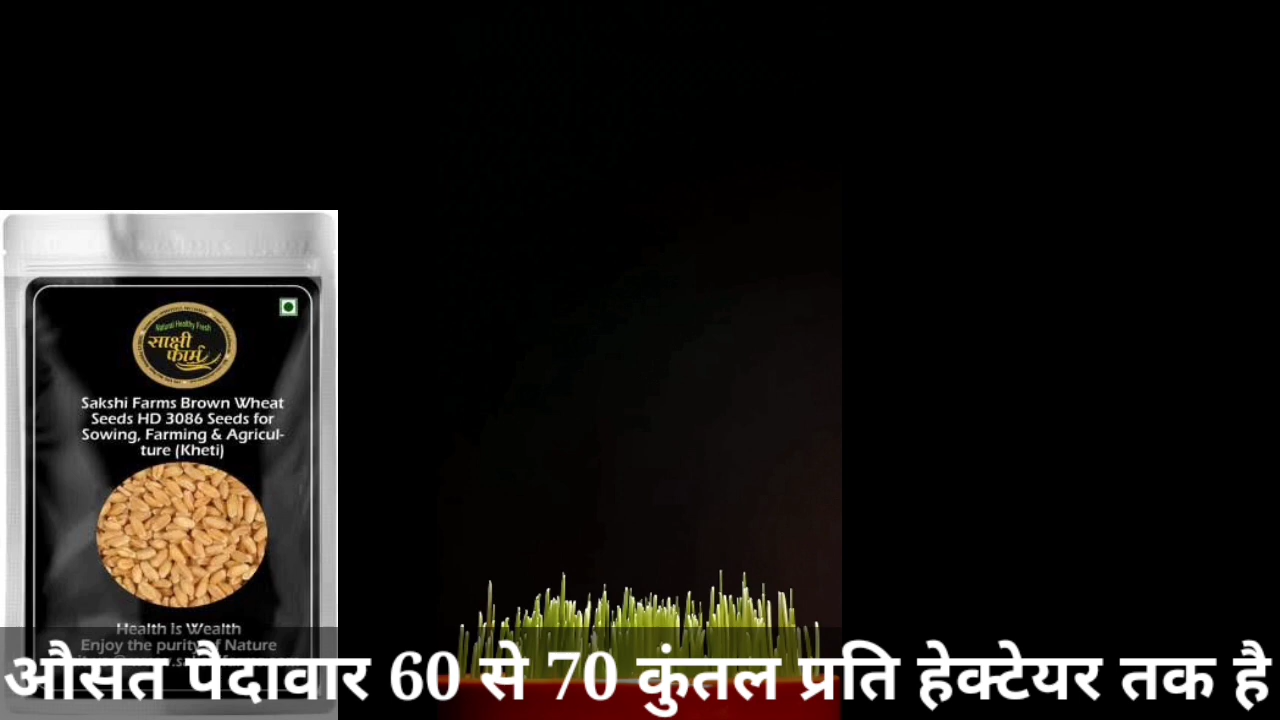 Natural Healthy Fresh
साक्षी
फार्म
Sakshi Farms Brown Wheat
Seeds HD 3086 Seeds for
Sowing, Farming & Agricul-
ture (Kheti)
Health Is Wealth
Enjoy the purity of Nature
औसत पैदावार 60 से 70 कुंतल प्रति हेक्टेयर तक है